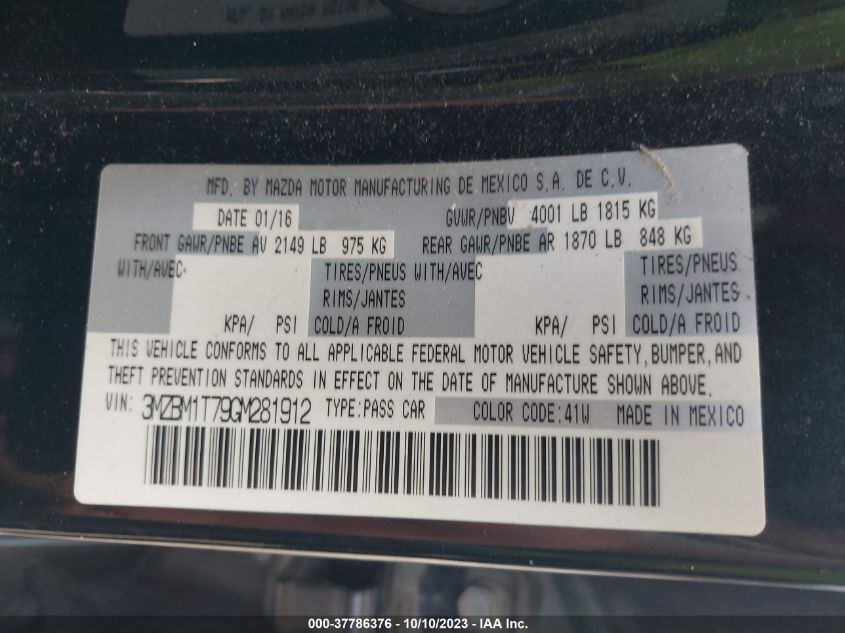 MFD. BY MAZDA MOTOR MANUFACTURING DE MEXICO S.A. DE C.V.
DATE 01/16 GVWR/PNBV 4001 LB 1815 KG
FRONT GAWR/PNBE AV 2149 LB 975 KG REAR GAWR/PNBE AR 1870 LB 848 KG
WITH/AVEC TIRES/PNEUS WITH/AVEC TIRES/PNEUS
RIMS/JANTES RIMS/JANTES
KPA/ PSI COLD/A FROID KPA/ PSI COLD/A FROID
THIS VEHICLE CONFORMS TO ALL APPLICABLE FEDERAL MOTOR VEHICLE SAFETY, BUMPER, AND
THEFT PREVENTION STANDARDS IN EFFECT ON THE DATE OF MANUFACTURE SHOWN ABOVE.
VIN: 3MZBM1T79GM281912 TYPE:PASS CAR COLOR CODE:41W MADE IN MEXICO
000-37786376 - 10/10/2023 - IAA Inc.